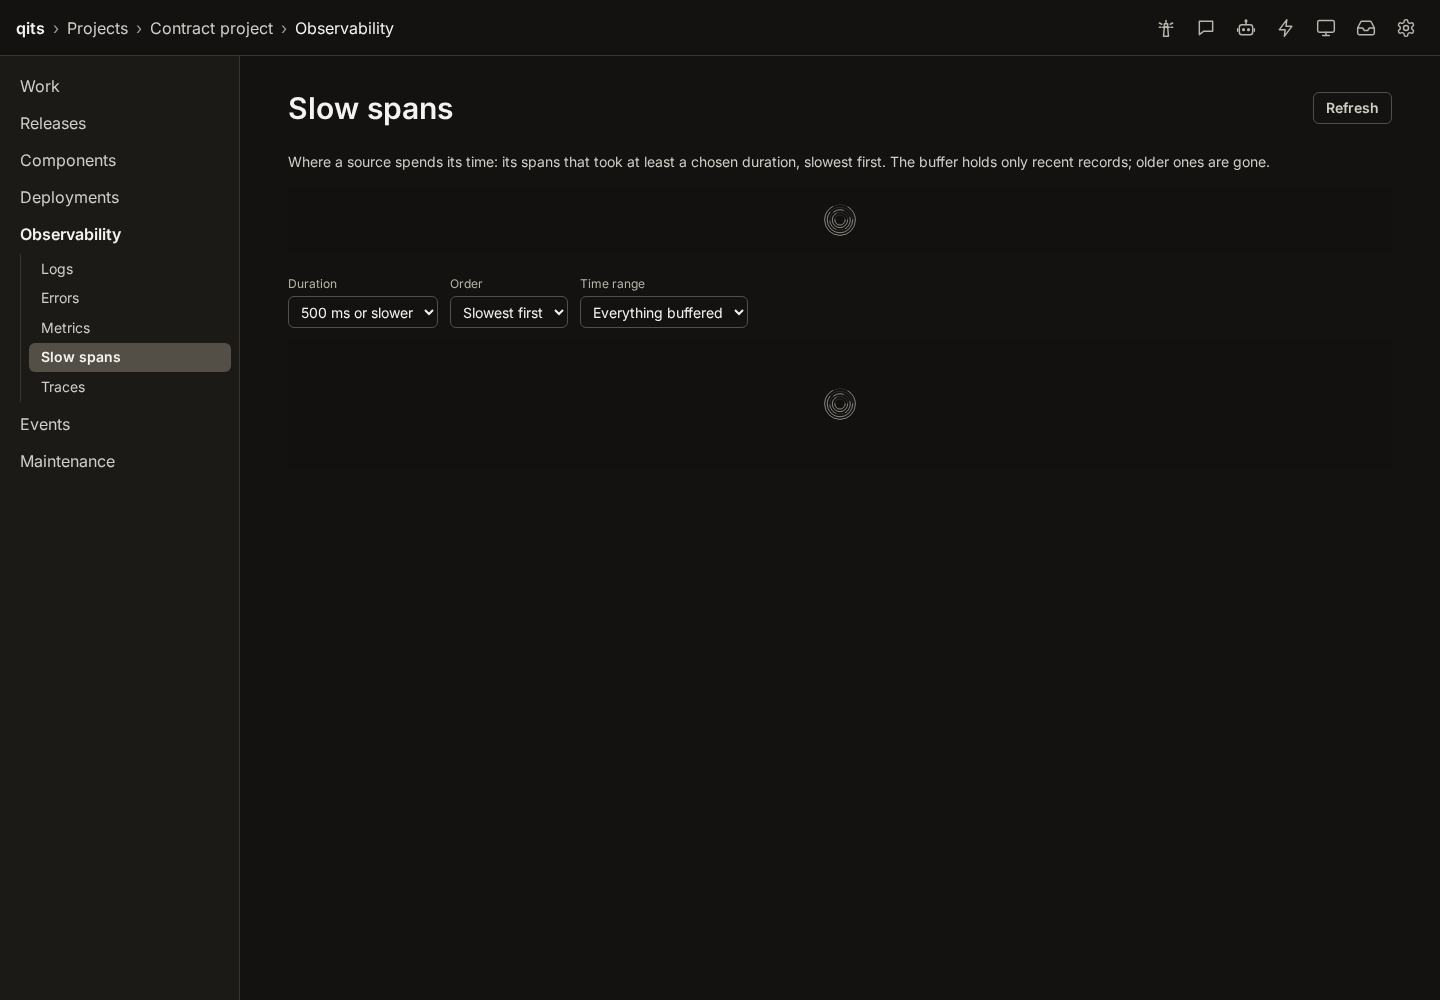 qits › Projects › Contract project › Observability
Work
Releases
Components
Deployments
Observability
Logs
Errors
Metrics
Slow spans
Traces
Events
Maintenance
Slow spans
Refresh
Where a source spends its time: its spans that took at least a chosen duration, slowest first. The buffer holds only recent records; older ones are gone.
Duration Order Time range
500 ms or slower Slowest first Everything buffered